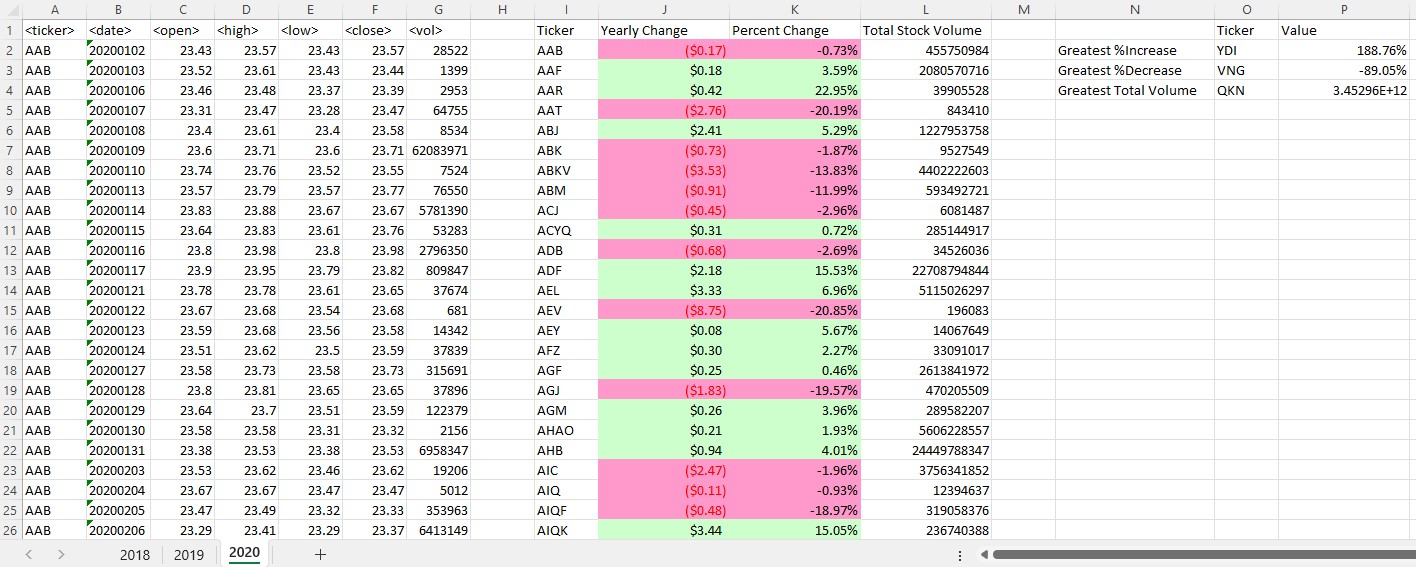 A B C D E F G H I J K L M N O P
1 <ticker> <date> <open> <high> <low> <close> <vol> Ticker Yearly Change Percent Change Total Stock Volume Ticker Value
2 AAB 20200102 23.43 23.57 23.43 23.57 28522 AAB ($0.17) -0.73% 455750984 Greatest %Increase YDI 188.76%
3 AAB 20200103 23.52 23.61 23.43 23.44 1399 AAF $0.18 3.59% 2080570716 Greatest %Decrease VNG -89.05%
4 AAB 20200106 23.46 23.48 23.37 23.39 2953 AAR $0.42 22.95% 39905528 Greatest Total Volume QKN 3.45296E+12
5 AAB 20200107 23.31 23.47 23.28 23.47 64755 AAT ($2.76) -20.19% 843410
6 AAB 20200108 23.4 23.61 23.4 23.58 8534 ABJ $2.41 5.29% 1227953758
7 AAB 20200109 23.6 23.71 23.6 23.71 62083971 ABK ($0.73) -1.87% 9527549
8 AAB 20200110 23.74 23.76 23.52 23.55 7524 ABKV ($3.53) -13.83% 4402222603
9 AAB 20200113 23.57 23.79 23.57 23.77 76550 ABM ($0.91) -11.99% 593492721
10 AAB 20200114 23.83 23.88 23.67 23.67 5781390 ACJ ($0.45) -2.96% 6081487
11 AAB 20200115 23.64 23.83 23.61 23.76 53283 ACYQ $0.31 0.72% 285144917
12 AAB 20200116 23.8 23.98 23.8 23.98 2796350 ADB ($0.68) -2.69% 34526036
13 AAB 20200117 23.9 23.95 23.79 23.82 809847 ADF $2.18 15.53% 22708794844
14 AAB 20200121 23.78 23.78 23.61 23.65 37674 AEL $3.33 6.96% 5115026297
15 AAB 20200122 23.67 23.68 23.54 23.68 681 AEV ($8.75) -20.85% 196083
16 AAB 20200123 23.59 23.68 23.56 23.58 14342 AEY $0.08 5.67% 14067649
17 AAB 20200124 23.51 23.62 23.5 23.59 37839 AFZ $0.30 2.27% 33091017
18 AAB 20200127 23.58 23.73 23.58 23.73 315691 AGF $0.25 0.46% 2613841972
19 AAB 20200128 23.8 23.81 23.65 23.65 37896 AGJ ($1.83) -19.57% 470205509
20 AAB 20200129 23.64 23.7 23.51 23.59 122379 AGM $0.26 3.96% 289582207
21 AAB 20200130 23.58 23.58 23.31 23.32 2156 AHAO $0.21 1.93% 5606228557
22 AAB 20200131 23.38 23.53 23.38 23.53 6958347 AHB $0.94 4.01% 24449788347
23 AAB 20200203 23.53 23.62 23.46 23.62 19206 AIC ($2.47) -1.96% 3756341852
24 AAB 20200204 23.67 23.67 23.47 23.47 5012 AIQ ($0.11) -0.93% 12394637
25 AAB 20200205 23.47 23.49 23.32 23.33 353963 AIQF ($0.48) -18.97% 319058376
26 AAB 20200206 23.29 23.41 23.29 23.37 6413149 AIQK $3.44 15.05% 236740388
2018 2019 2020 +